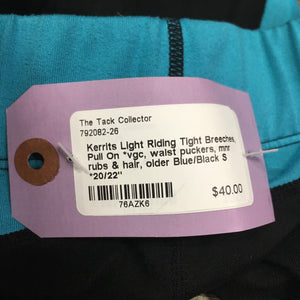 The Tack Collector
792082-26
Kerrits Light Riding Tight Breeches,
Pull On *vgc, waist puckers, mnr
rubs & hair, older Blue/Black S
*20/22"
$40.00
76AZK6